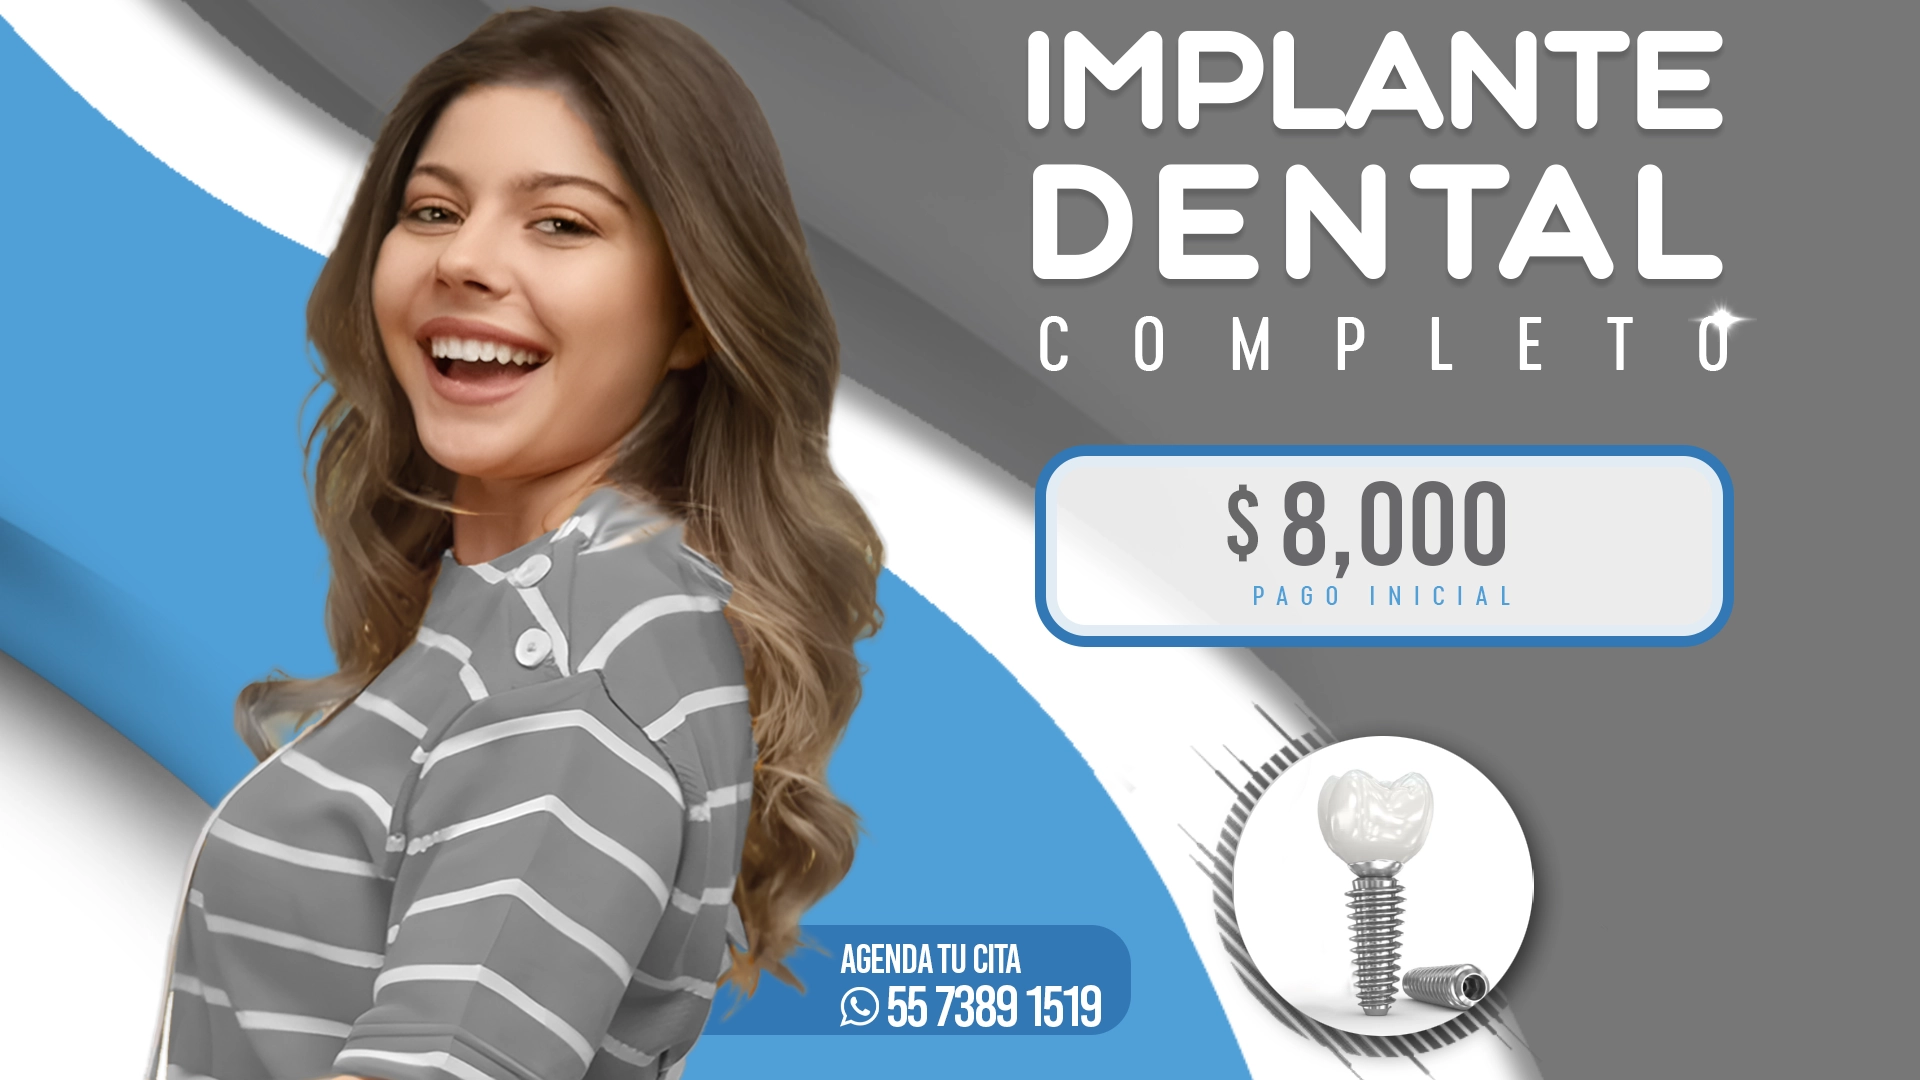 IMPLANTE
DENTAL
COMPLETO
$ 8,000
PAGO INICIAL
AGENDA TU CITA
55 7389 1519